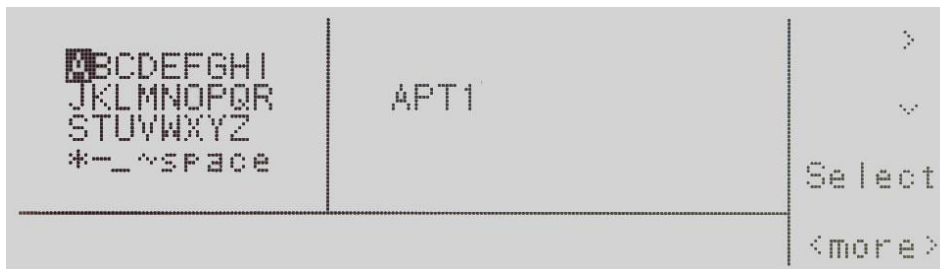 ABCDEFGHI
JKLMNOPQR
STUVWXYZ
*-_~space
APT1
>
⌄
Select
<more>